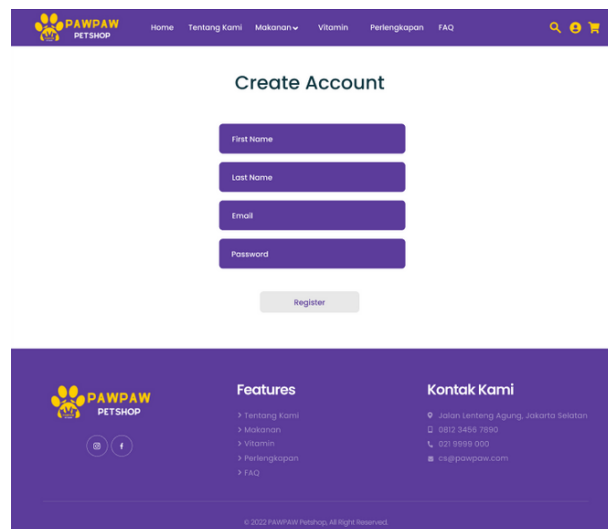 PAWPAW
PETSHOP
Home Tentang Kami Makanan Vitamin Perlengkapan FAQ
Create Account
First Name
Last Name
Email
Password
Register
PAWPAW
PETSHOP
Features
> Tentang Kami
> Makanan
> Vitamin
> Perlengkapan
> FAQ
Kontak Kami
Jalan Lenteng Agung, Jakarta Selatan
0812 3456 7890
021 9999 000
cs@pawpaw.com
© 2022 PAWPAW Petshop, All Right Reserved.